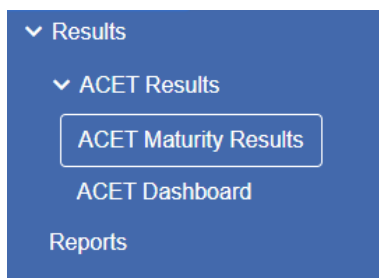 Results
ACET Results
ACET Maturity Results
ACET Dashboard
Reports